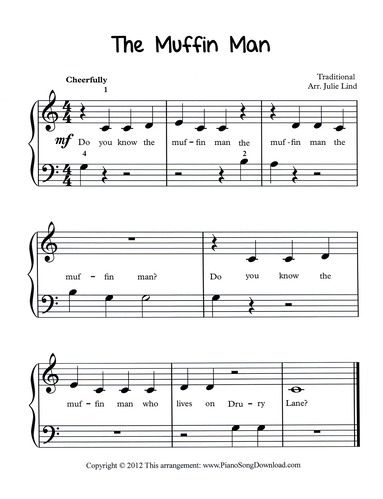 The Muffin Man
Cheerfully
Traditional
Arr. Julie Lind
1
4 4
mf Do you know the muf - fin man the muf - fin man the
4 2
4 4
muf - fin man? Do you know the
muf - fin man who lives on Dru - ry Lane?
Copyright © 2012 This arrangement: www.PianoSongDownload.com